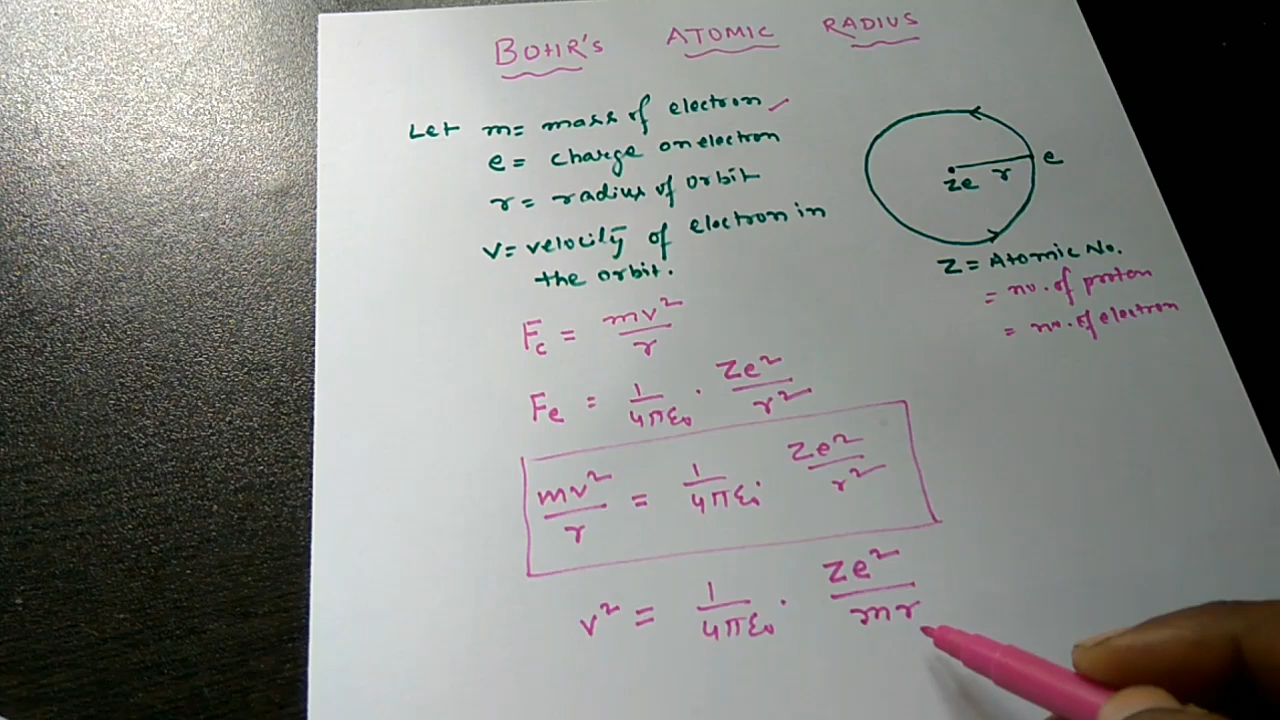 BOHR'S ATOMIC RADIUS
Let m= mass of electron
e= charge on electron
r= radius of orbit
v= velocity of electron in
the orbit.
ze r e
Z= Atomic No.
= no. of proton
= no. of electron
F_c = mv²/r
F_e = 1/4πε₀ · Ze²/r²
mv²/r = 1/4πε₀ · Ze²/r²
v² = 1/4πε₀ · Ze²/mr